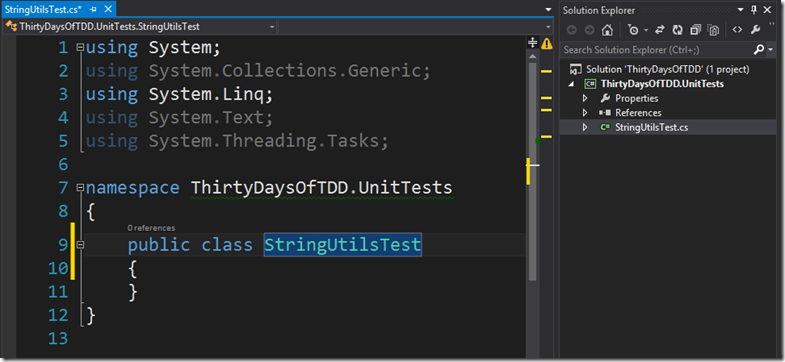 StringUtilsTest.cs*
ThirtyDaysOfTDD.UnitTests.StringUtilsTest
1 using System;
2 using System.Collections.Generic;
3 using System.Linq;
4 using System.Text;
5 using System.Threading.Tasks;
6
7 namespace ThirtyDaysOfTDD.UnitTests
8 {
0 references
9 public class StringUtilsTest
10 {
11 }
12 }
13
Solution Explorer
Search Solution Explorer (Ctrl+;)
Solution 'ThirtyDaysOfTDD' (1 project)
C# ThirtyDaysOfTDD.UnitTests
Properties
References
C# StringUtilsTest.cs